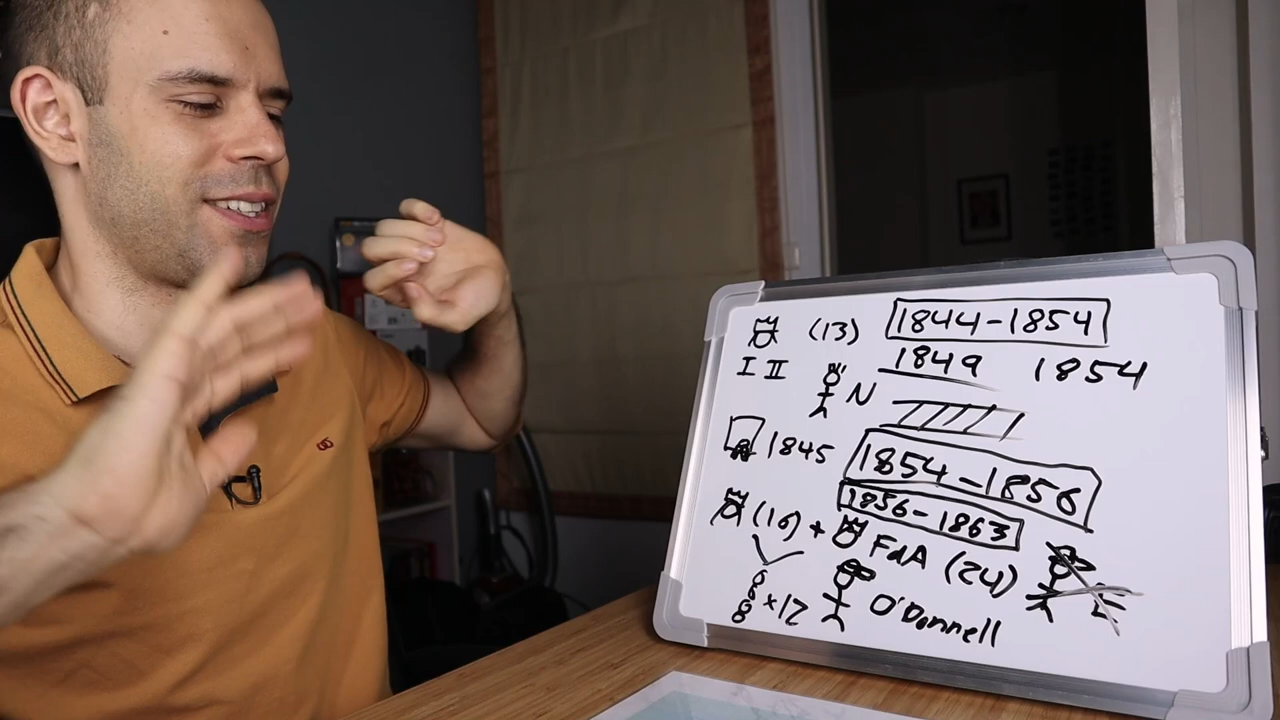 (13) 1844-1854
I II 1849 1854
N
1845 1854-1856
1856-1863
(16) + FdA (24)
x12 O'Donnell